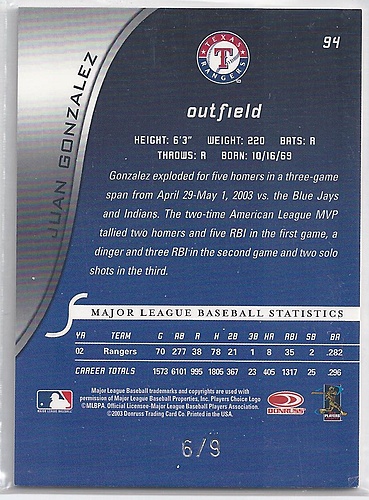 94
TEXAS
RANGERS
T
JUAN GONZALEZ
outfield
HEIGHT: 6'3" WEIGHT: 220 BATS: R
THROWS: R BORN: 10/16/69
Gonzalez exploded for five homers in a three-game
span from April 29-May 1, 2003 vs. the Blue Jays
and Indians. The two-time American League MVP
tallied two homers and five RBI in the first game, a
dinger and three RBI in the second game and two solo
shots in the third.
MAJOR LEAGUE BASEBALL STATISTICS
YR TEAM G AB R H 2B 3B HR RBI SB BA
02 Rangers 70 277 38 78 21 1 8 35 2 .282
CAREER TOTALS 1573 6101 995 1805 367 23 405 1317 25 .296
Major League Baseball trademarks and copyrights are used with
permission of Major League Baseball Properties, Inc. Players Choice Logo
©MLBPA. Official Licensee-Major League Baseball Players Association.
©2003 Donruss Trading Card Co. Printed in the USA.
DONRUSS
PLAYERS
6/9